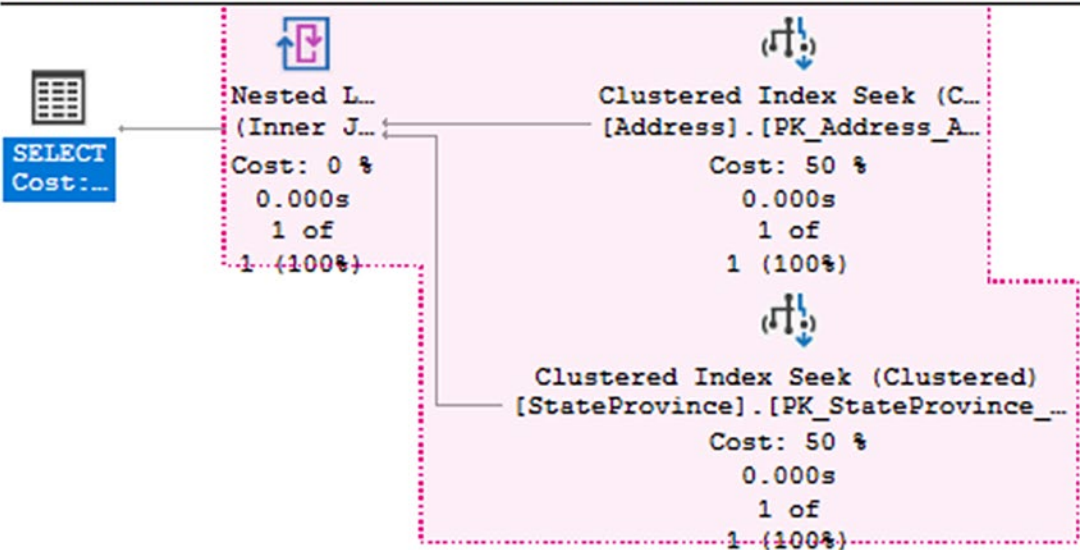 SELECT
Cost:…
Nested L…
(Inner J…
Cost: 0 %
0.000s
1 of
1 (100%)
Clustered Index Seek (C…
[Address].[PK_Address_A…
Cost: 50 %
0.000s
1 of
1 (100%)
Clustered Index Seek (Clustered)
[StateProvince].[PK_StateProvince_…
Cost: 50 %
0.000s
1 of
1 (100%)